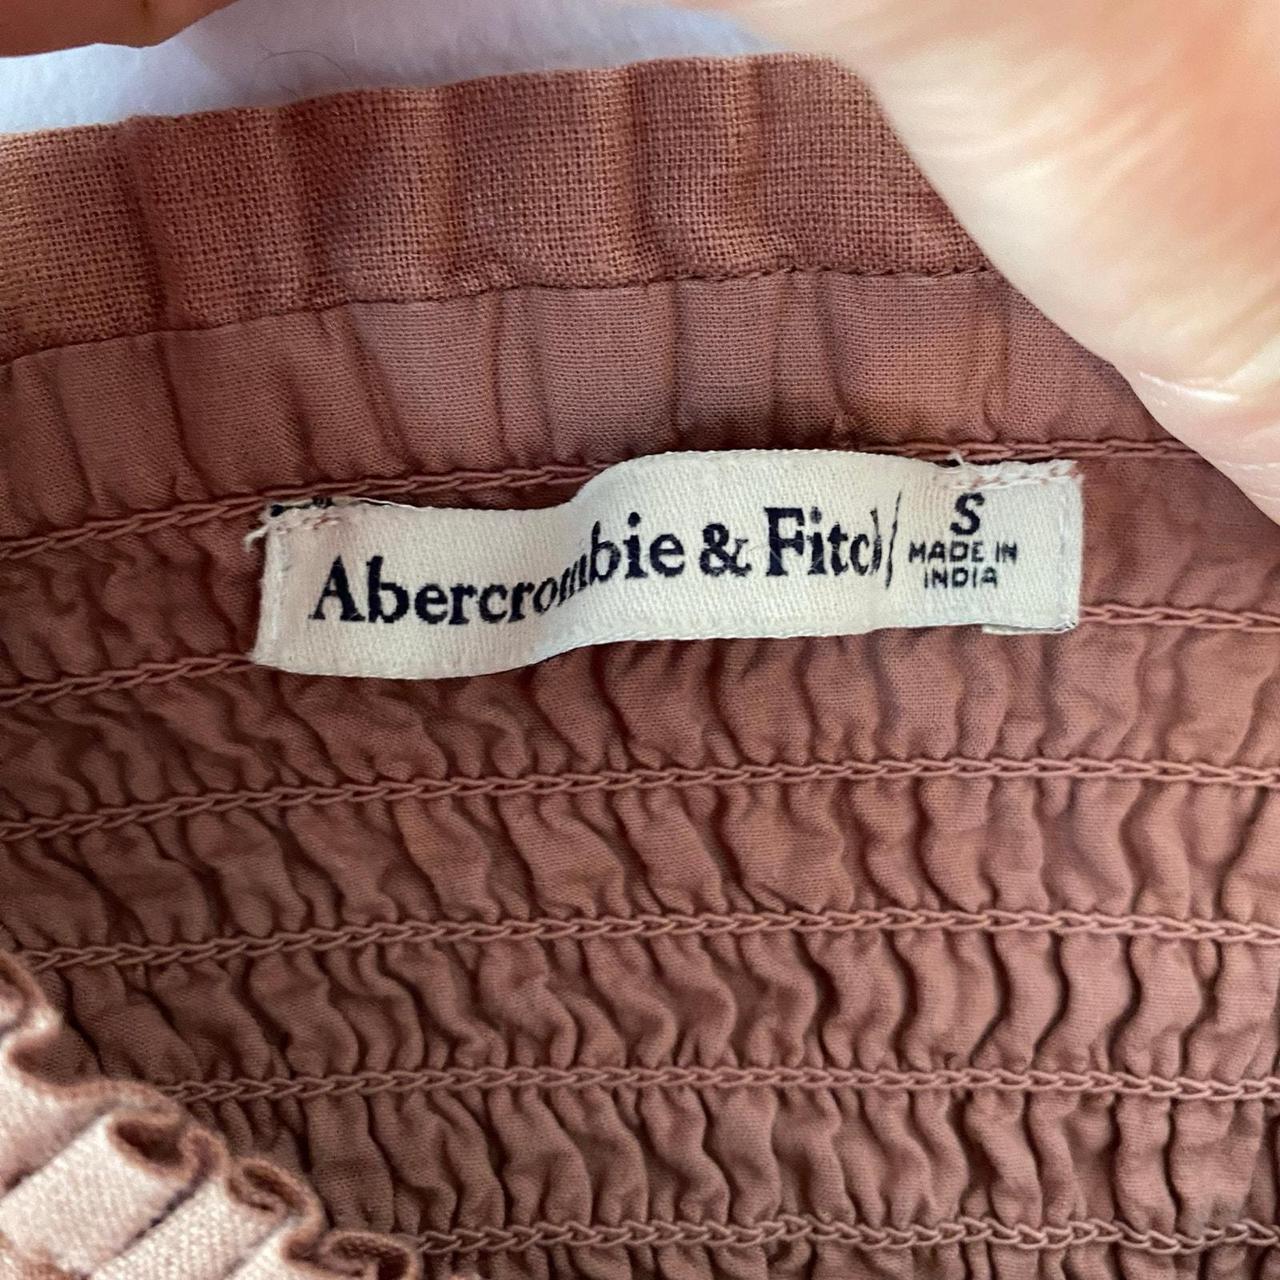 Abercrombie & Fitch
S
MADE IN
INDIA